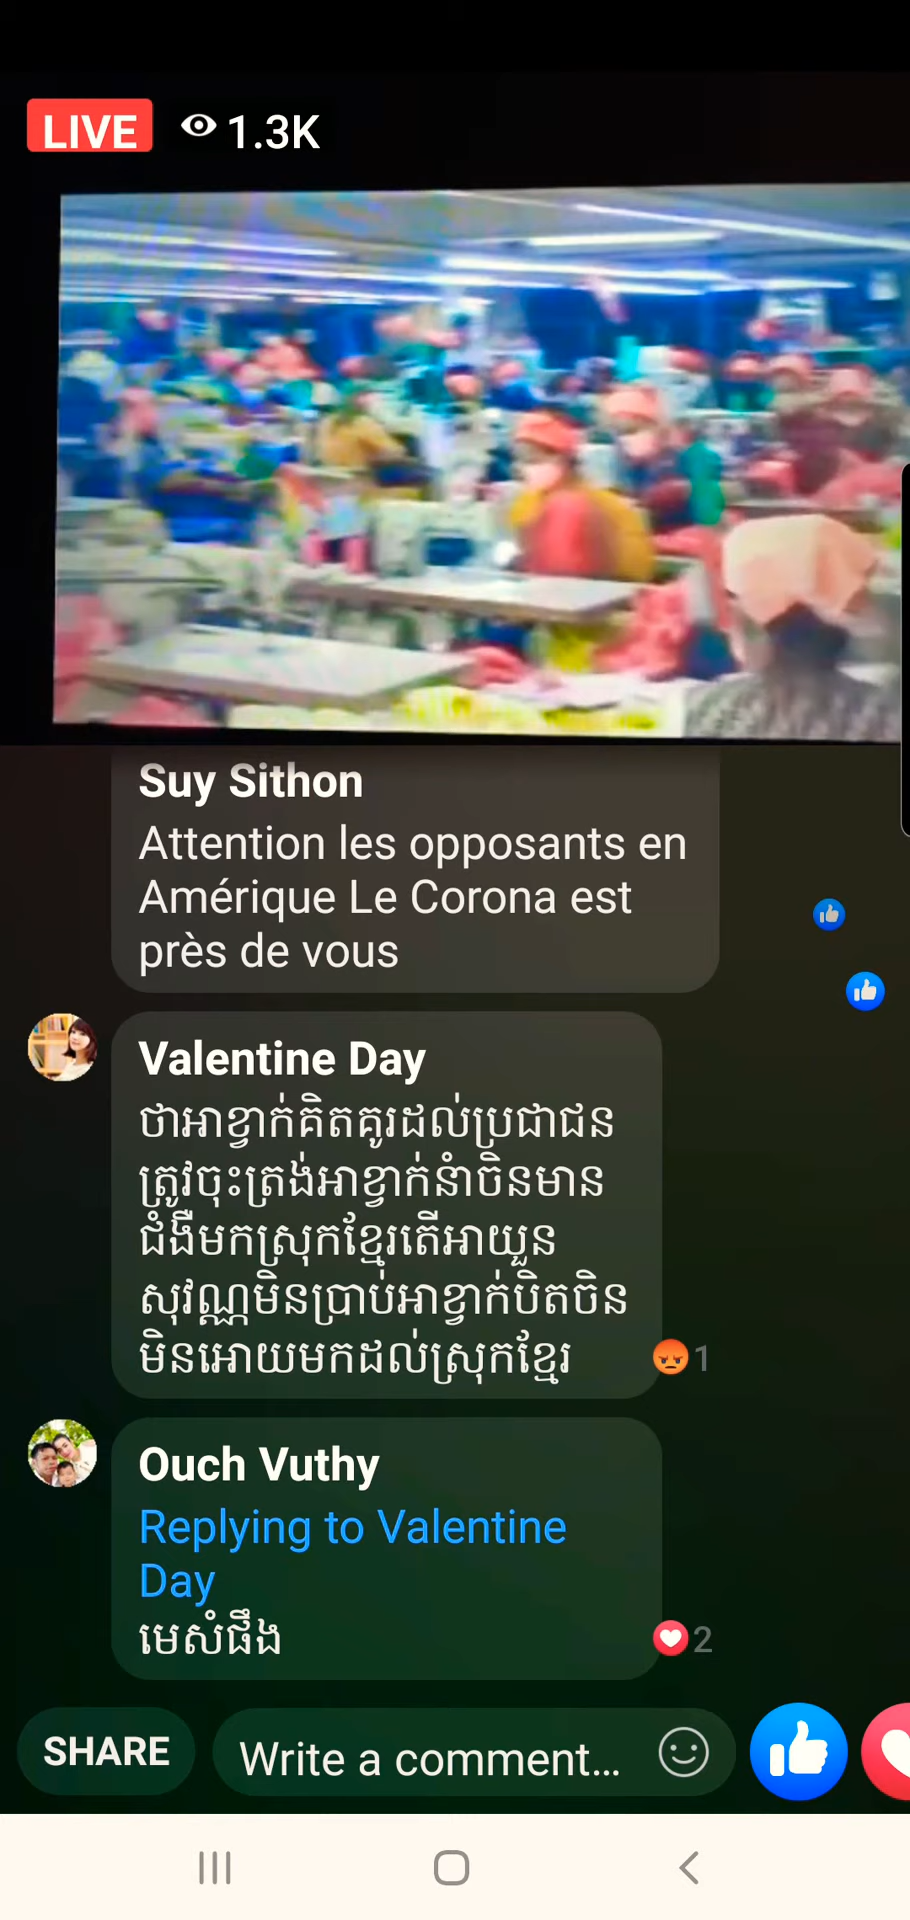 LIVE 1.3K
Suy Sithon
Attention les opposants en
Amérique Le Corona est
près de vous
Valentine Day
ថាអាខ្វាក់គិតគូរដល់ប្រជាជន
ត្រូវចុះត្រង់អាខ្វាក់នំាចិនមាន
ជំងឺមកស្រុកខ្មែរតើអាយួន
សុវណ្ណមិនប្រាប់អាខ្វាក់បិតចិន
មិនអោយមកដល់ស្រុកខ្មែរ
1
Ouch Vuthy
Replying to Valentine
Day
មេសំផឹង
2
SHARE Write a comment...